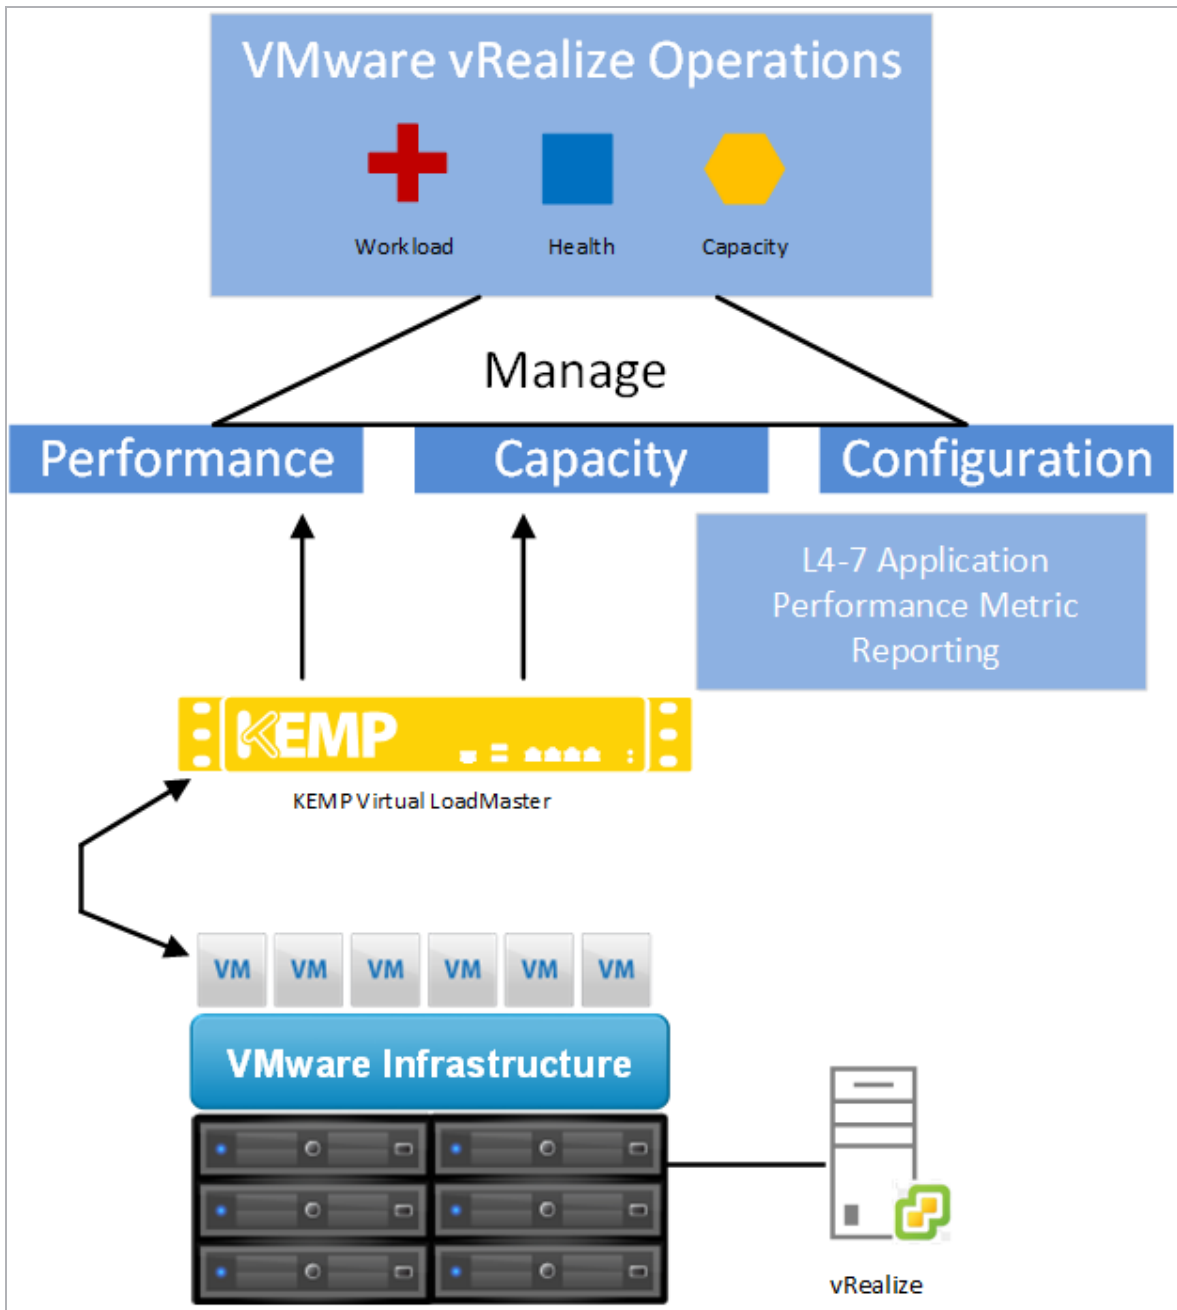 VMware vRealize Operations
Workload
Health
Capacity
Manage
Performance
Capacity
Configuration
L4-7 Application
Performance Metric
Reporting
KEMP
KEMP Virtual LoadMaster
VM
VM
VM
VM
VM
VM
VMware Infrastructure
vRealize